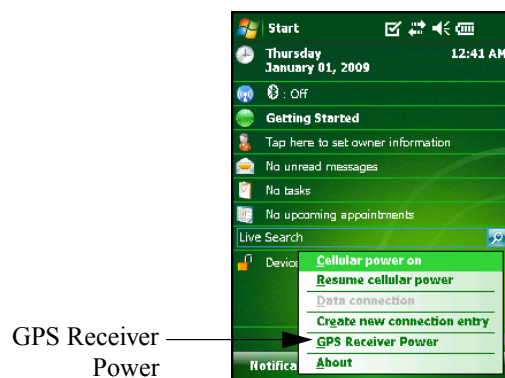 Start
Thursday 12:41 AM
January 01, 2009
: Off
Getting Started
Tap here to set owner information
No unread messages
No tasks
No upcoming appointments
Live Search
Device
Cellular power on
Resume cellular power
Data connection
Create new connection entry
GPS Receiver Power
About
Notifica
GPS Receiver
Power